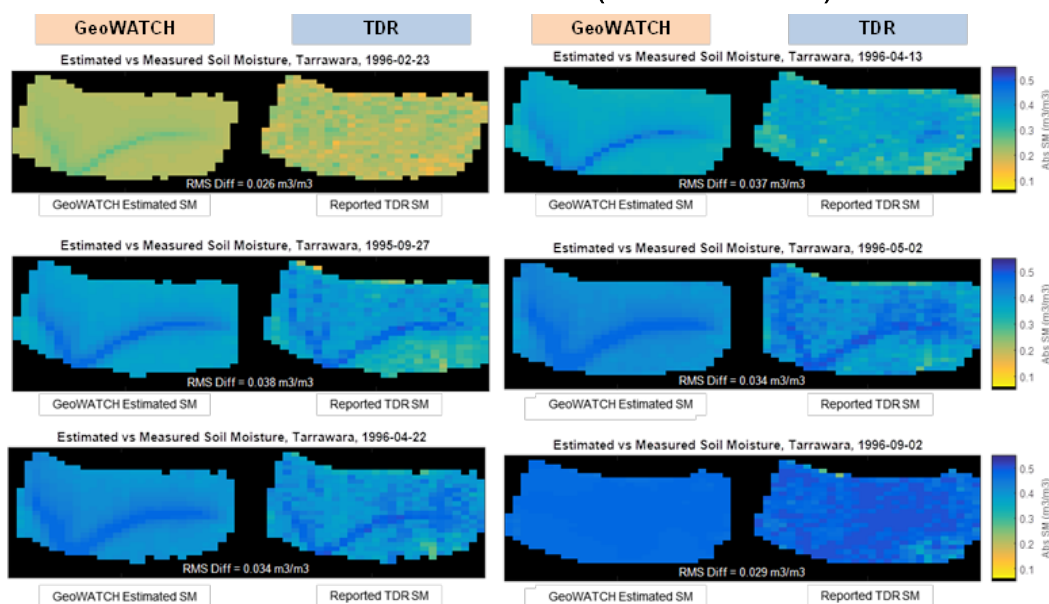 GeoWATCH
TDR
GeoWATCH
TDR
Estimated vs Measured Soil Moisture, Tarrawara, 1996-02-23
RMS Diff = 0.026 m3/m3
GeoWATCH Estimated SM
Reported TDR SM
Estimated vs Measured Soil Moisture, Tarrawara, 1996-04-13
RMS Diff = 0.037 m3/m3
GeoWATCH Estimated SM
Reported TDR SM
0.5
0.4
0.3
0.2
0.1
Abs SM (m3/m3)
Estimated vs Measured Soil Moisture, Tarrawara, 1995-09-27
RMS Diff = 0.038 m3/m3
GeoWATCH Estimated SM
Reported TDR SM
Estimated vs Measured Soil Moisture, Tarrawara, 1996-05-02
RMS Diff = 0.034 m3/m3
GeoWATCH Estimated SM
Reported TDR SM
0.5
0.4
0.3
0.2
0.1
Abs SM (m3/m3)
Estimated vs Measured Soil Moisture, Tarrawara, 1996-04-22
RMS Diff = 0.034 m3/m3
GeoWATCH Estimated SM
Reported TDR SM
Estimated vs Measured Soil Moisture, Tarrawara, 1996-09-02
RMS Diff = 0.029 m3/m3
GeoWATCH Estimated SM
Reported TDR SM
0.5
0.4
0.3
0.2
0.1
Abs SM (m3/m3)